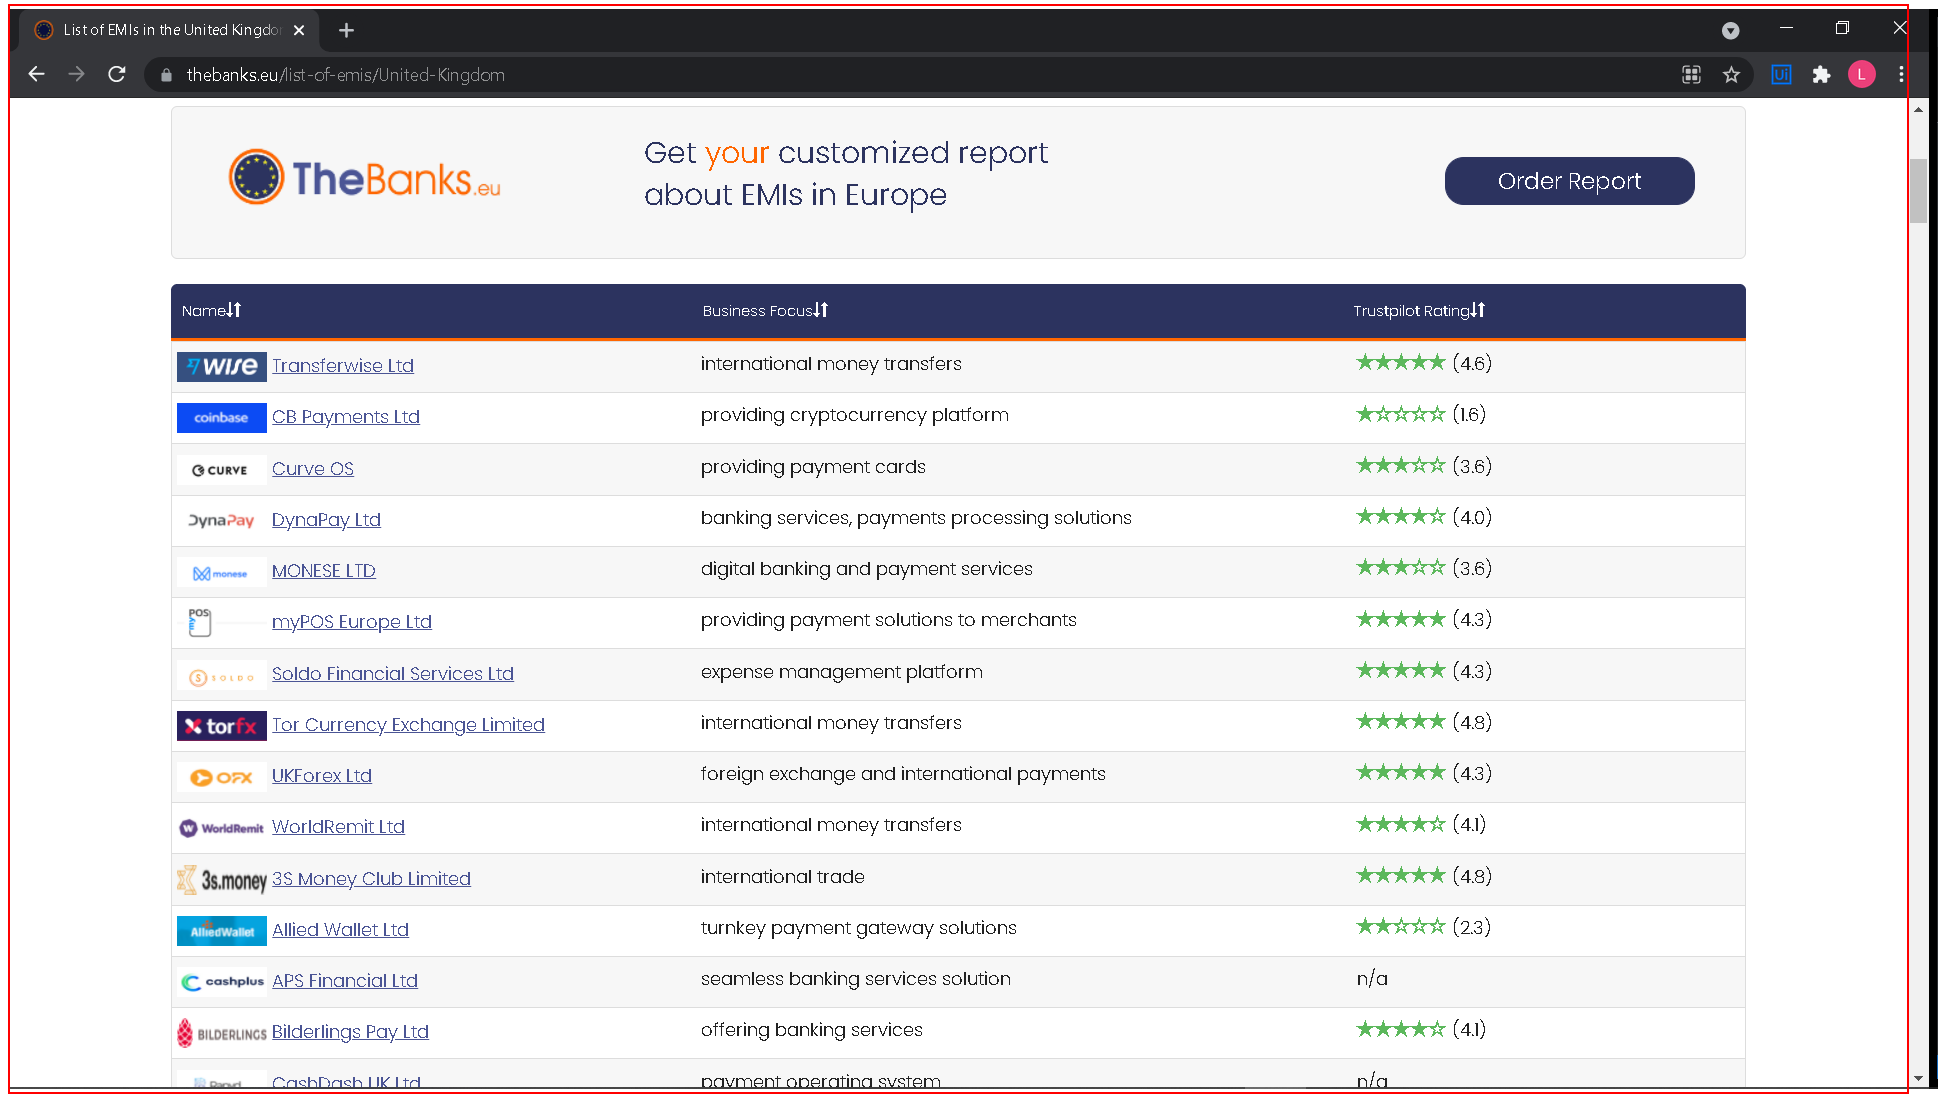 List of EMIs in the United Kingdo
thebanks.eu/list-of-emis/United-Kingdom
Ui
L
TheBanks.eu
Get your customized report
about EMIs in Europe
Order Report
Name Business Focus Trustpilot Rating
WISE Transferwise Ltd international money transfers (4.6)
coinbase CB Payments Ltd providing cryptocurrency platform (1.6)
CURVE Curve OS providing payment cards (3.6)
DynaPay DynaPay Ltd banking services, payments processing solutions (4.0)
monese MONESE LTD digital banking and payment services (3.6)
myPOS myPOS Europe Ltd providing payment solutions to merchants (4.3)
SOLDO Soldo Financial Services Ltd expense management platform (4.3)
torfx Tor Currency Exchange Limited international money transfers (4.8)
OFX UKForex Ltd foreign exchange and international payments (4.3)
WorldRemit WorldRemit Ltd international money transfers (4.1)
3s.money 3S Money Club Limited international trade (4.8)
AlliedWallet Allied Wallet Ltd turnkey payment gateway solutions (2.3)
cashplus APS Financial Ltd seamless banking services solution n/a
BILDERLINGS Bilderlings Pay Ltd offering banking services (4.1)
Rapyd CashDash UK Ltd payment operating system n/a